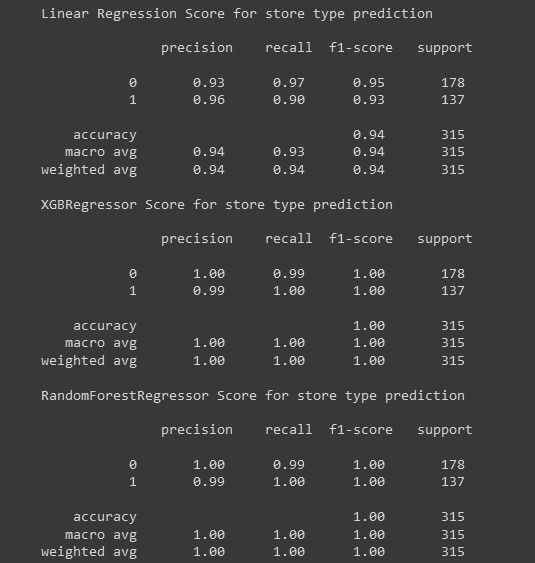 Linear Regression Score for store type prediction
precision recall f1-score support
0 0.93 0.97 0.95 178
1 0.96 0.90 0.93 137
accuracy 0.94 315
macro avg 0.94 0.93 0.94 315
weighted avg 0.94 0.94 0.94 315
XGBRegressor Score for store type prediction
precision recall f1-score support
0 1.00 0.99 1.00 178
1 0.99 1.00 1.00 137
accuracy 1.00 315
macro avg 1.00 1.00 1.00 315
weighted avg 1.00 1.00 1.00 315
RandomForestRegressor Score for store type prediction
precision recall f1-score support
0 1.00 0.99 1.00 178
1 0.99 1.00 1.00 137
accuracy 1.00 315
macro avg 1.00 1.00 1.00 315
weighted avg 1.00 1.00 1.00 315